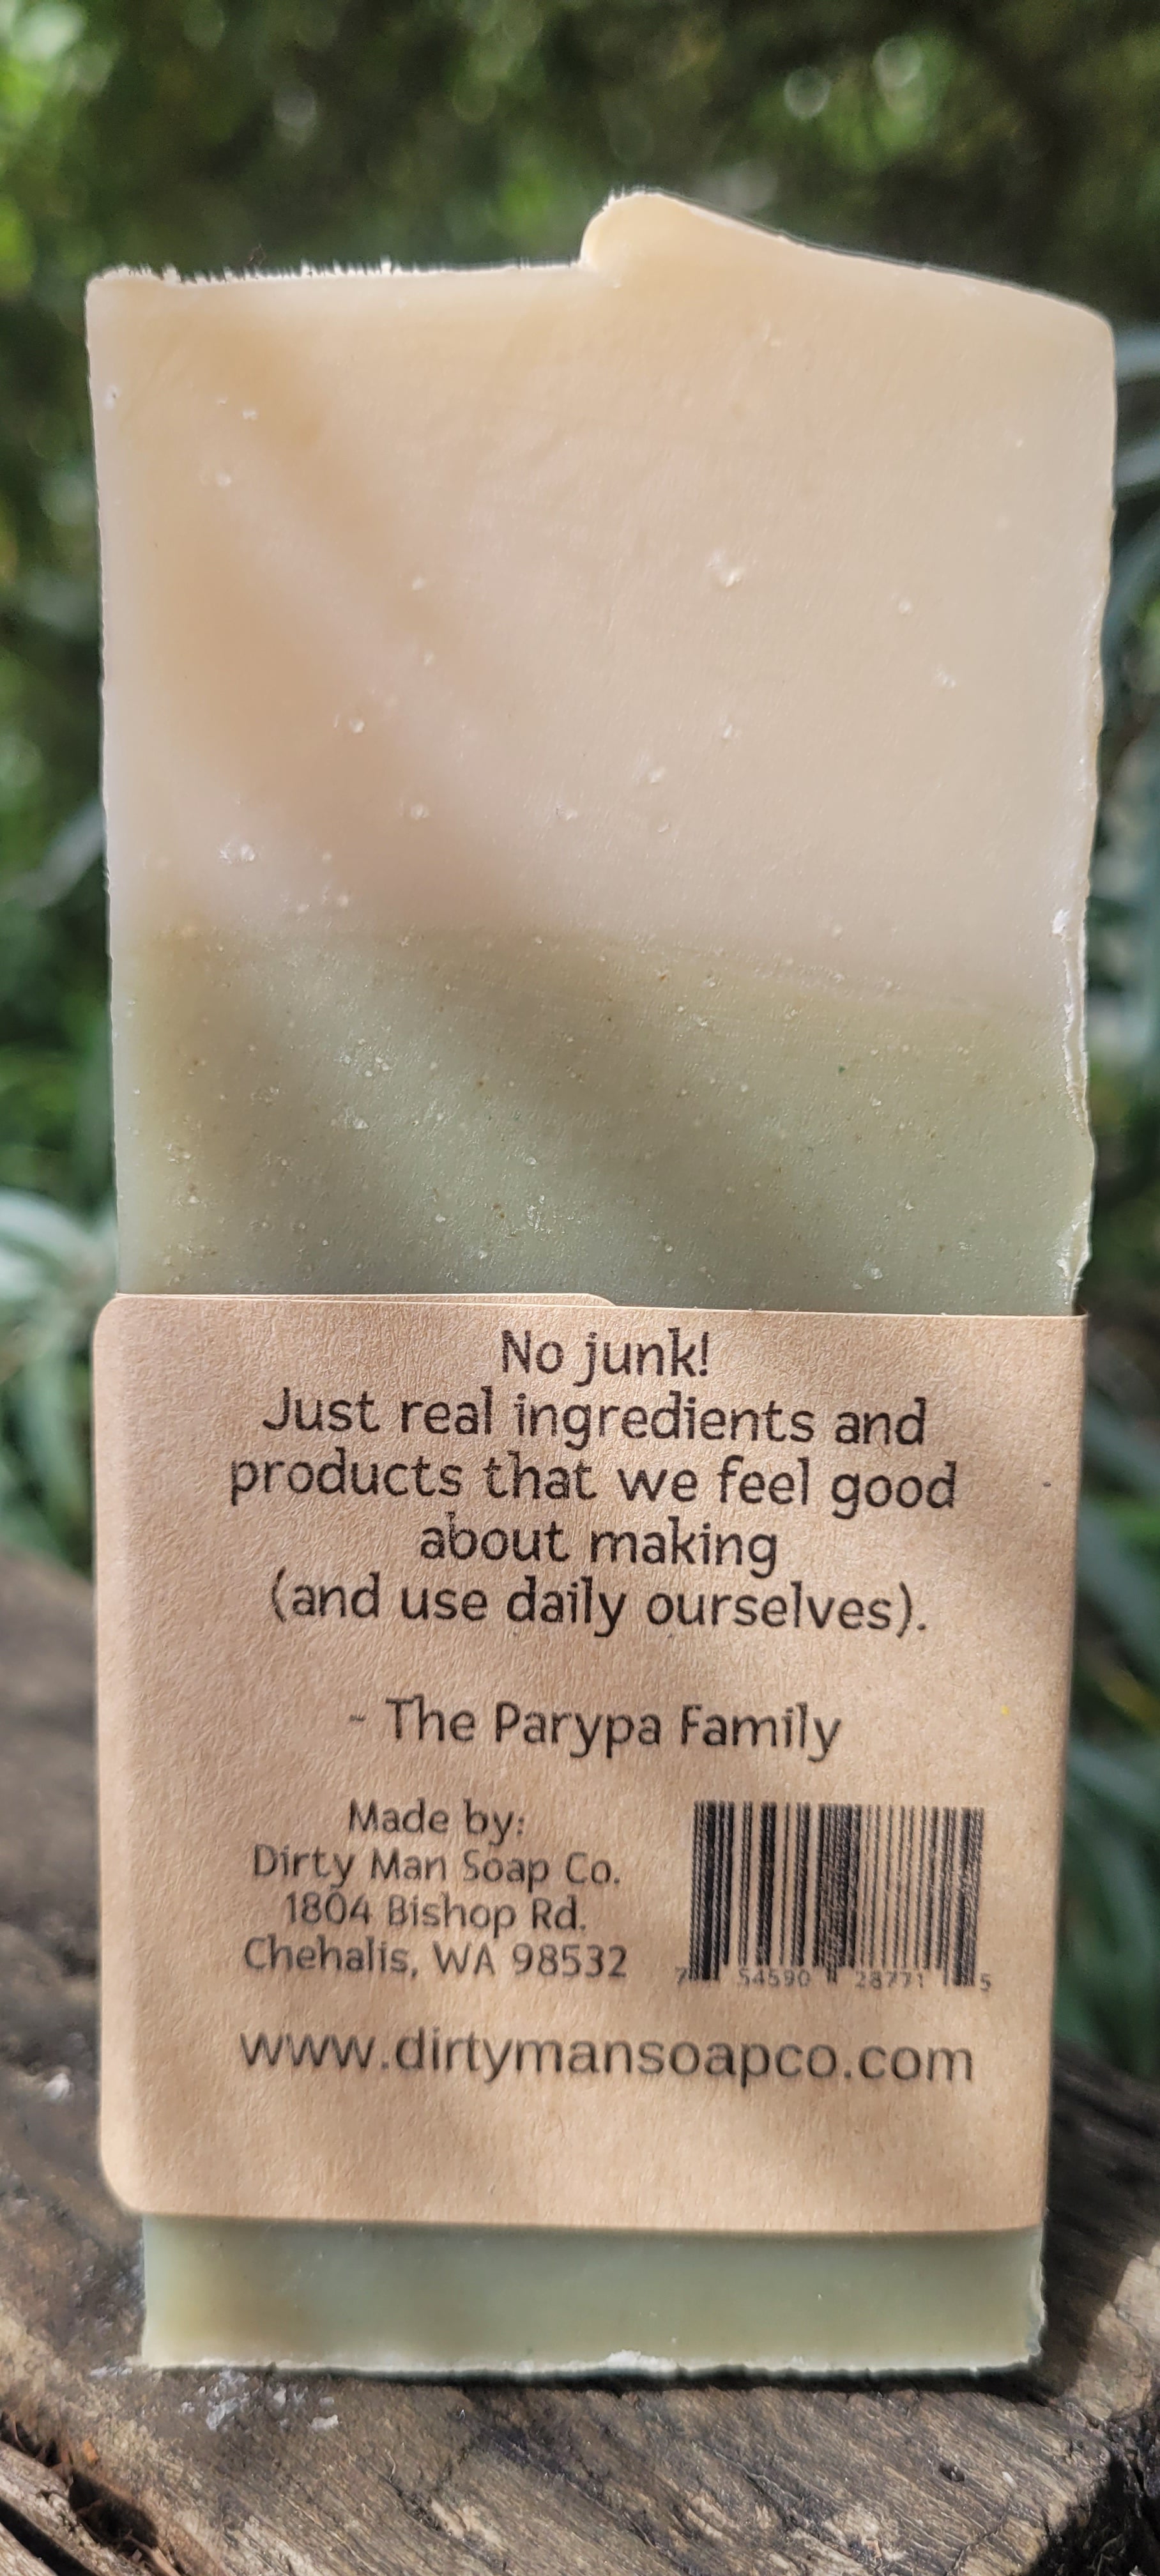 No junk!
Just real ingredients and
products that we feel good
about making
(and use daily ourselves).
- The Parypa Family
Made by:
Dirty Man Soap Co.
1804 Bishop Rd.
Chehalis, WA 98532
7 54590 28771 5
www.dirtymansoapco.com